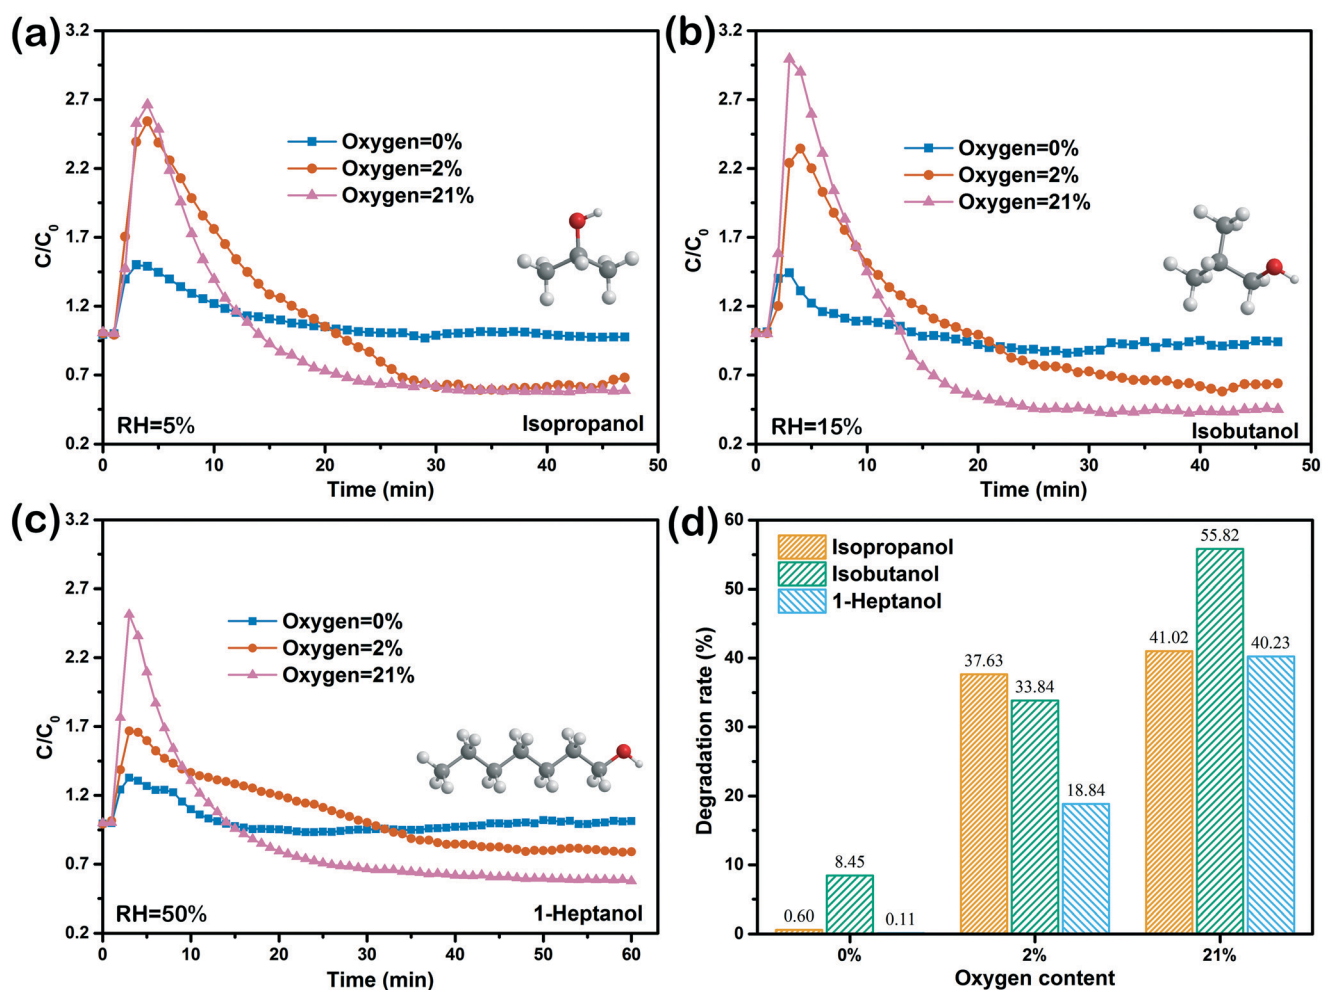 (a)
3.2
2.7
2.2
1.7
1.2
0.7
0.2
C/C0
Oxygen=0%
Oxygen=2%
Oxygen=21%
RH=5%
Isopropanol
0 10 20 30 40 50
Time (min)
(b)
3.2
2.7
2.2
1.7
1.2
0.7
0.2
C/C0
Oxygen=0%
Oxygen=2%
Oxygen=21%
RH=15%
Isobutanol
0 10 20 30 40 50
Time (min)
(c)
3.2
2.7
2.2
1.7
1.2
0.7
0.2
C/C0
Oxygen=0%
Oxygen=2%
Oxygen=21%
RH=50%
1-Heptanol
0 10 20 30 40 50 60
Time (min)
(d)
60
50
40
30
20
10
0
Degradation rate (%)
Isopropanol
Isobutanol
1-Heptanol
0.60
8.45
0.11
37.63
33.84
18.84
41.02
55.82
40.23
0% 2% 21%
Oxygen content